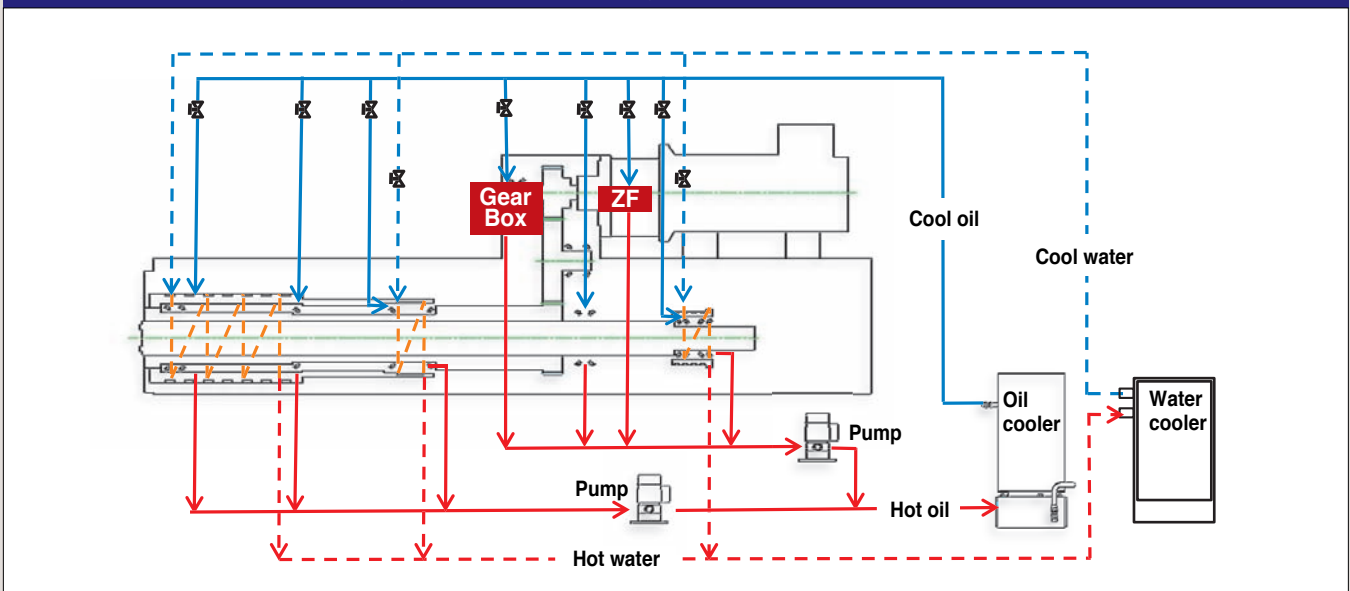 Gear
Box
ZF
Cool oil
Cool water
Oil
cooler
Water
cooler
Pump
Pump
Hot oil
Hot water